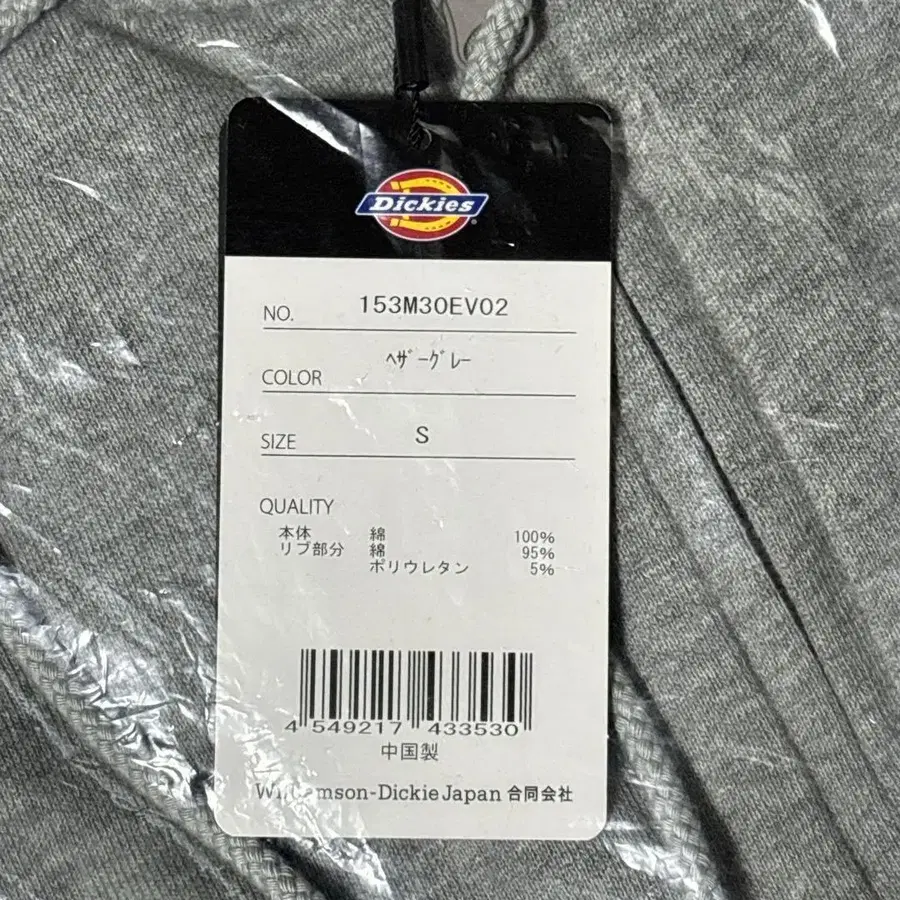 Dickies
NO. 153M30EV02
COLOR ﾍｻﾞｰｸﾞﾚｰ
SIZE S
QUALITY
本体 綿 100%
リブ部分 綿 95%
ポリウレタン 5%
4 549217 433530
中国製
Williamson-Dickie Japan 合同会社